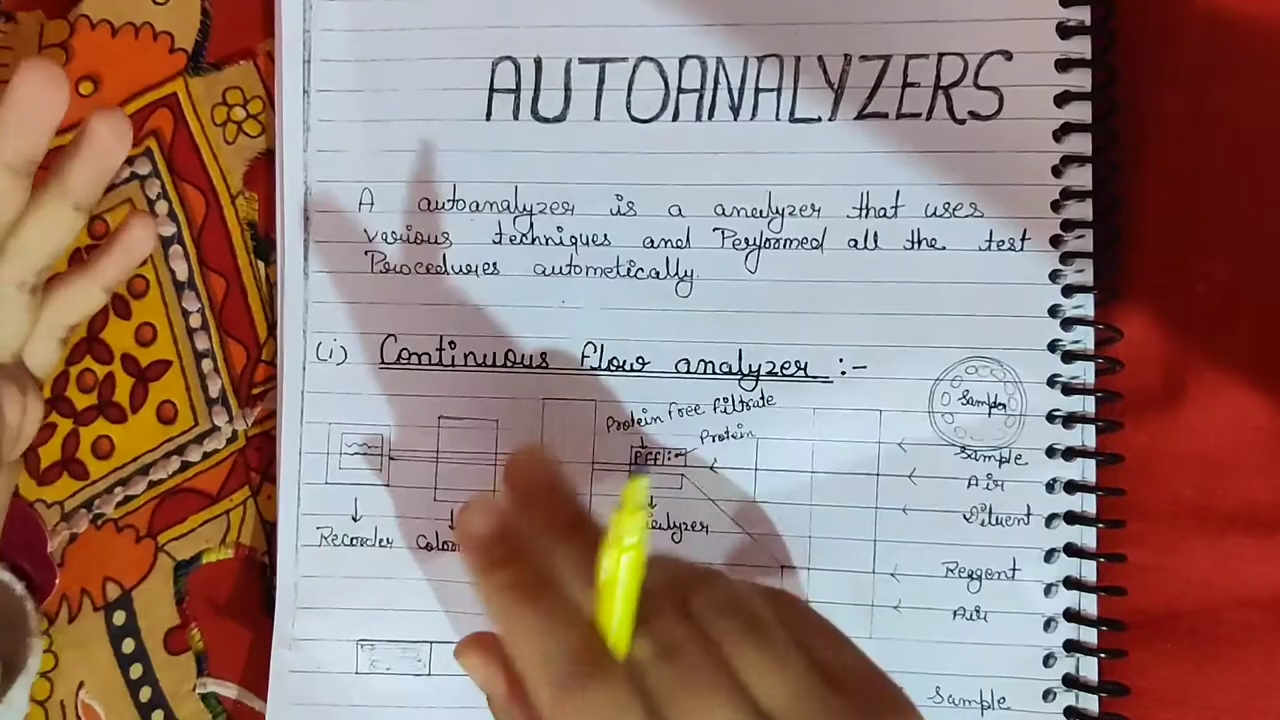 AUTOANALYZERS
A autoanalyzer is a analyzer that uses
various techniques and Performed all the test
Procedures autometically.
(i) Continuous flow analyzer :-
Sample
Protein free filtrate
Protein
PFF
Sample
Air
Diluent
Recorder
Reagent
Air
Sample